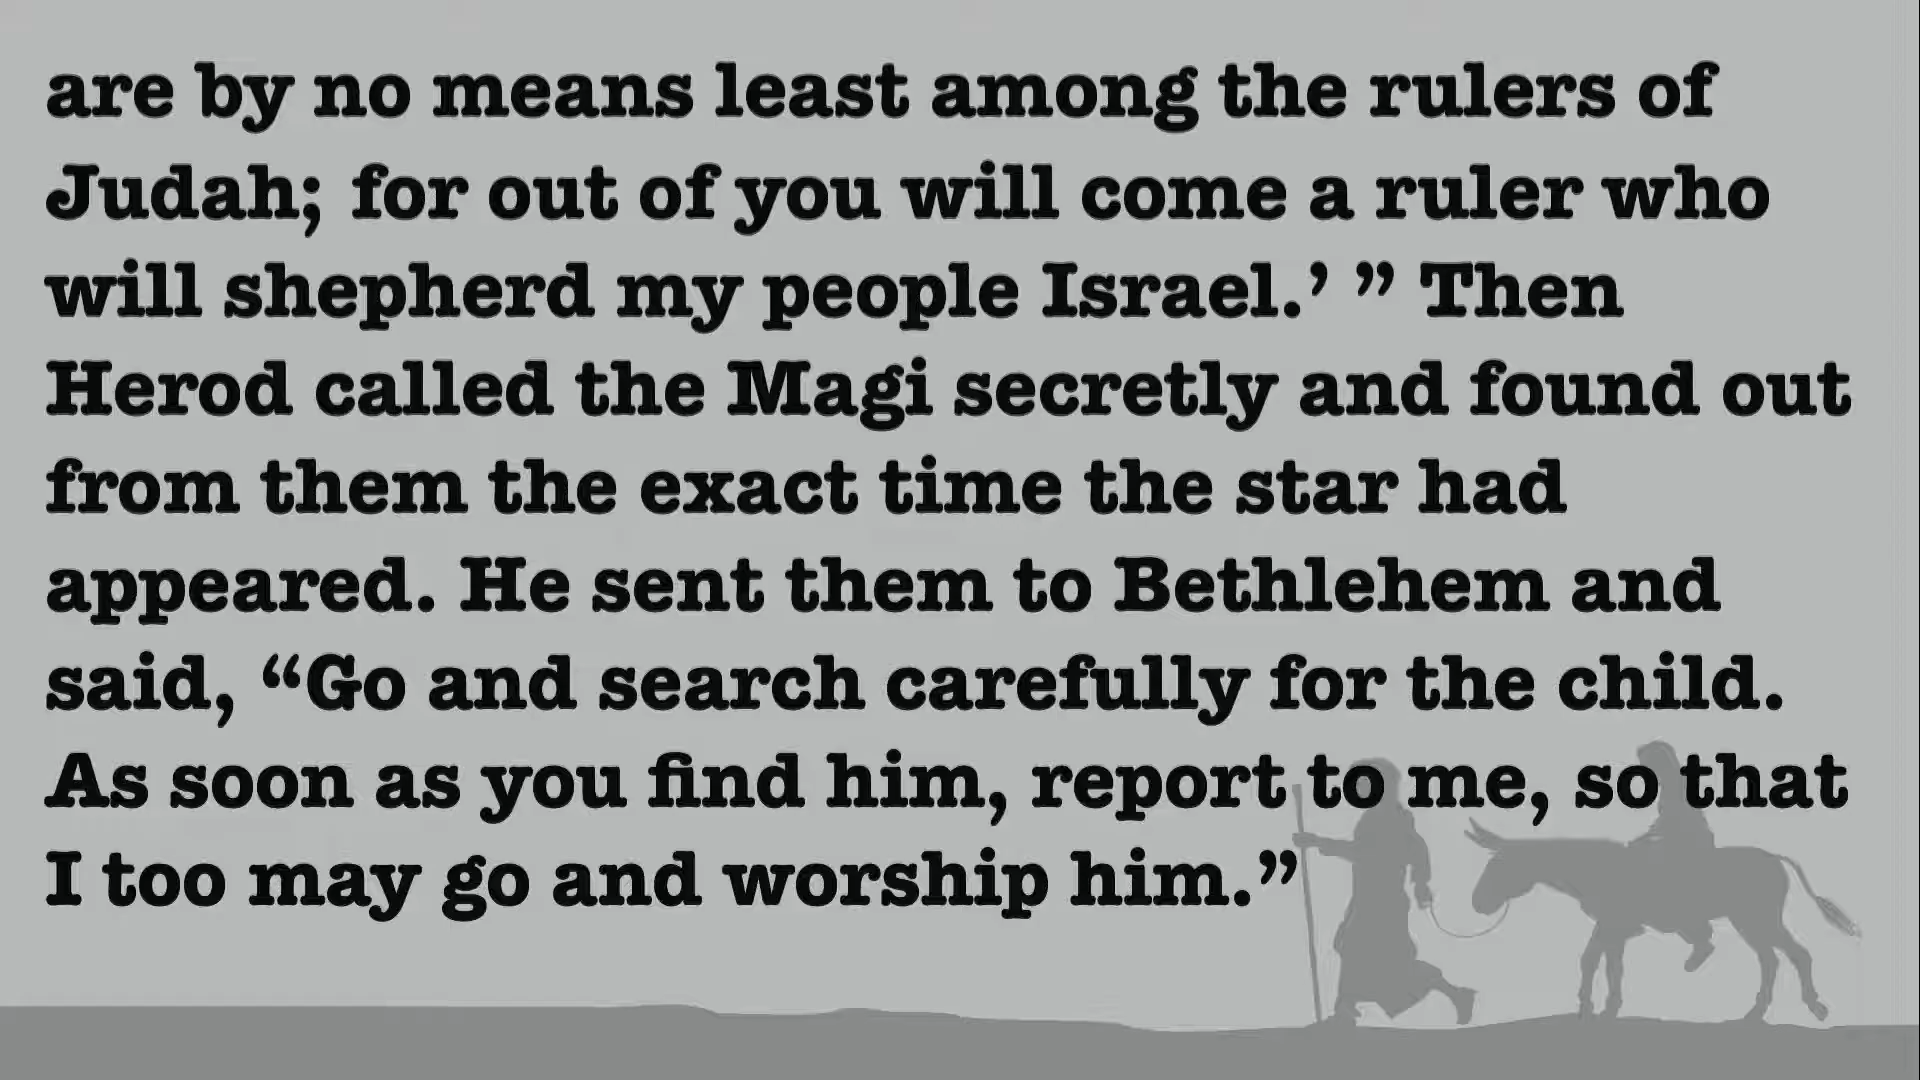 are by no means least among the rulers of
Judah; for out of you will come a ruler who
will shepherd my people Israel.’ ” Then
Herod called the Magi secretly and found out
from them the exact time the star had
appeared. He sent them to Bethlehem and
said, “Go and search carefully for the child.
As soon as you find him, report to me, so that
I too may go and worship him.”